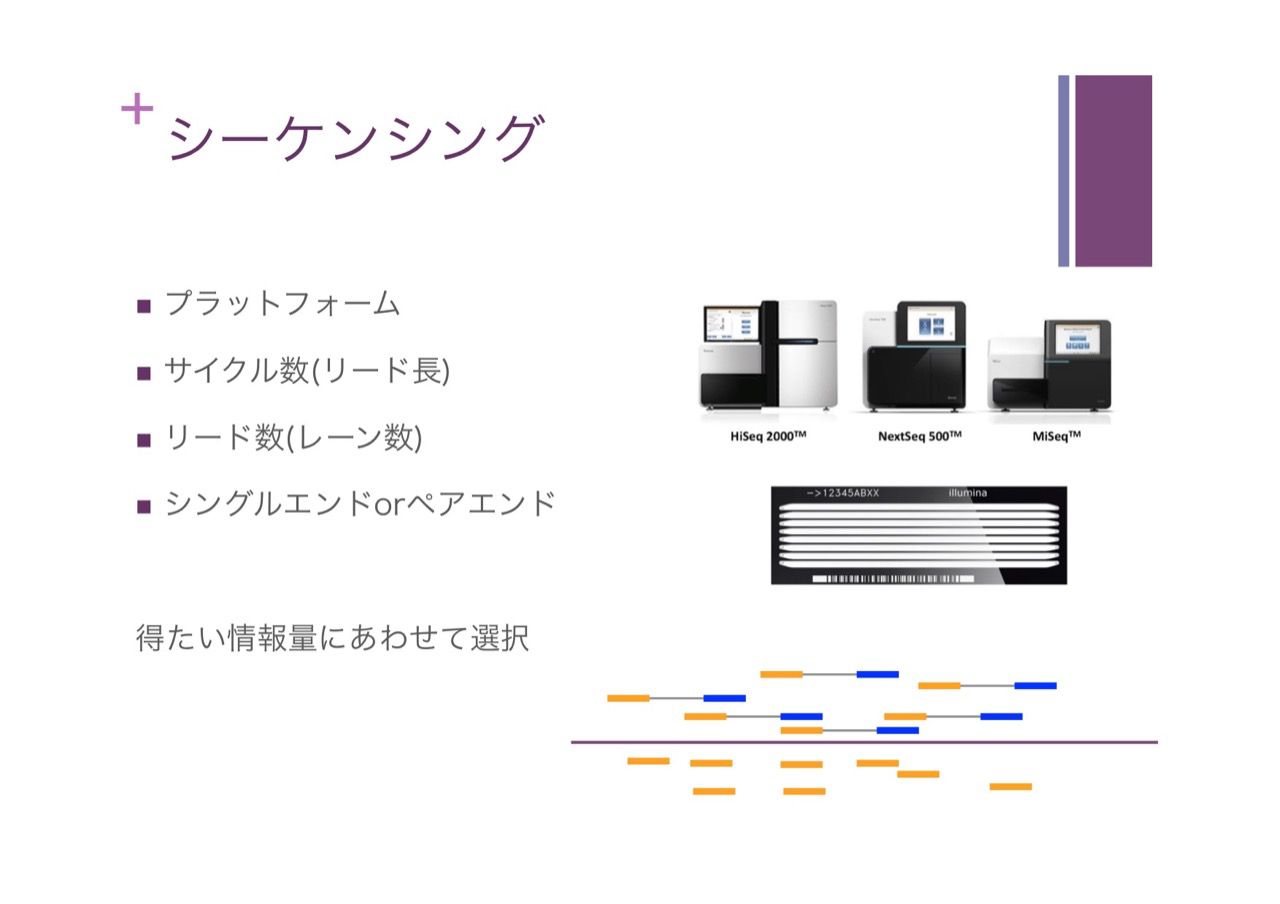 +
シーケンシング
■ プラットフォーム
■ サイクル数(リード長)
■ リード数(レーン数)
■ シングルエンドorペアエンド
得たい情報量にあわせて選択
HiSeq 2000™
NextSeq 500™
MiSeq™
->12345ABXX illumina